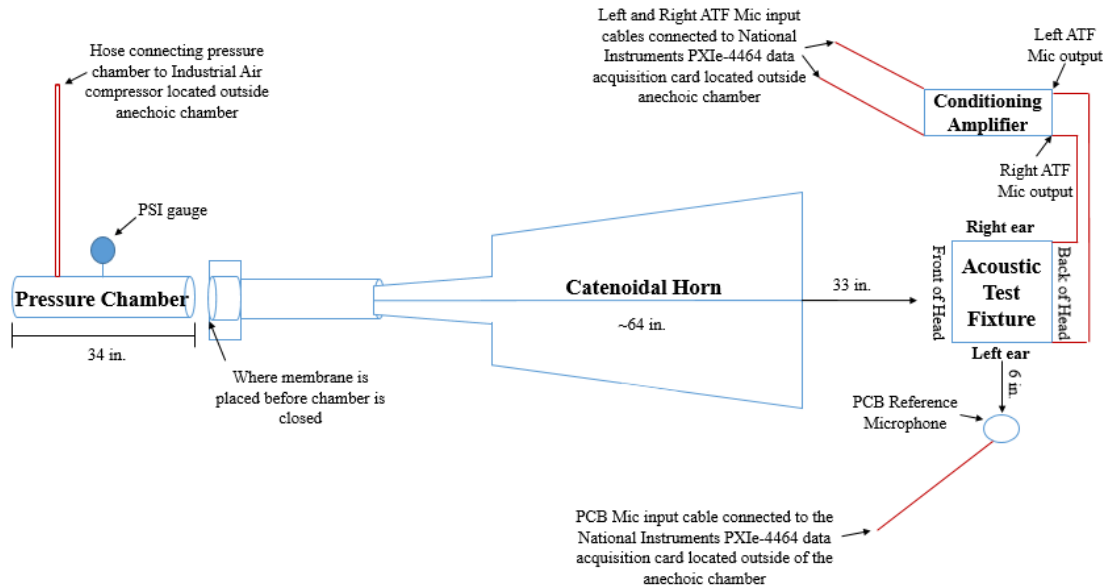 Hose connecting pressure
chamber to Industrial Air
compressor located outside
anechoic chamber
Left and Right ATF Mic input
cables connected to National
Instruments PXIe-4464 data
acquisition card located outside
anechoic chamber
Left ATF
Mic output
Conditioning
Amplifier
Right ATF
Mic output
PSI gauge
Right ear
Pressure Chamber
Catenoidal Horn
33 in.
Front of Head
Acoustic
Test
Fixture
Back of Head
~64 in.
34 in.
Left ear
6 in.
Where membrane is
placed before chamber is
closed
PCB Reference
Microphone
PCB Mic input cable connected to the
National Instruments PXIe-4464 data
acquisition card located outside of the
anechoic chamber